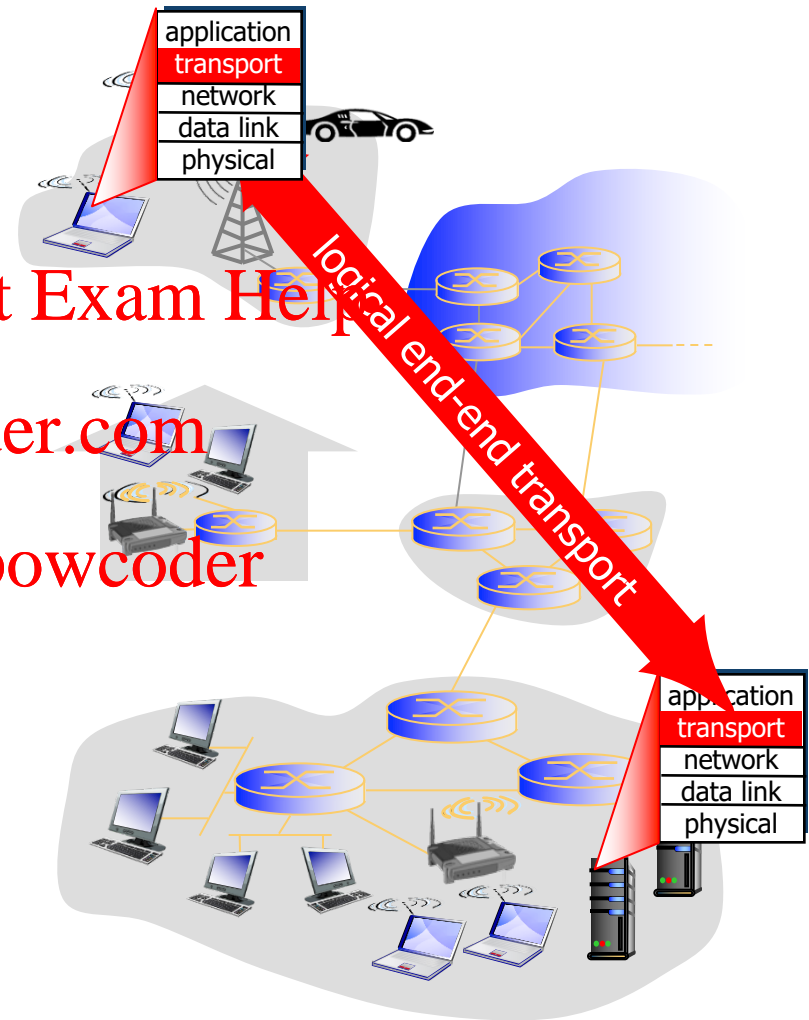 application
transport
network
data link
physical
logical end-end transport
t Exam Help
der.com
powcoder
application
transport
network
data link
physical